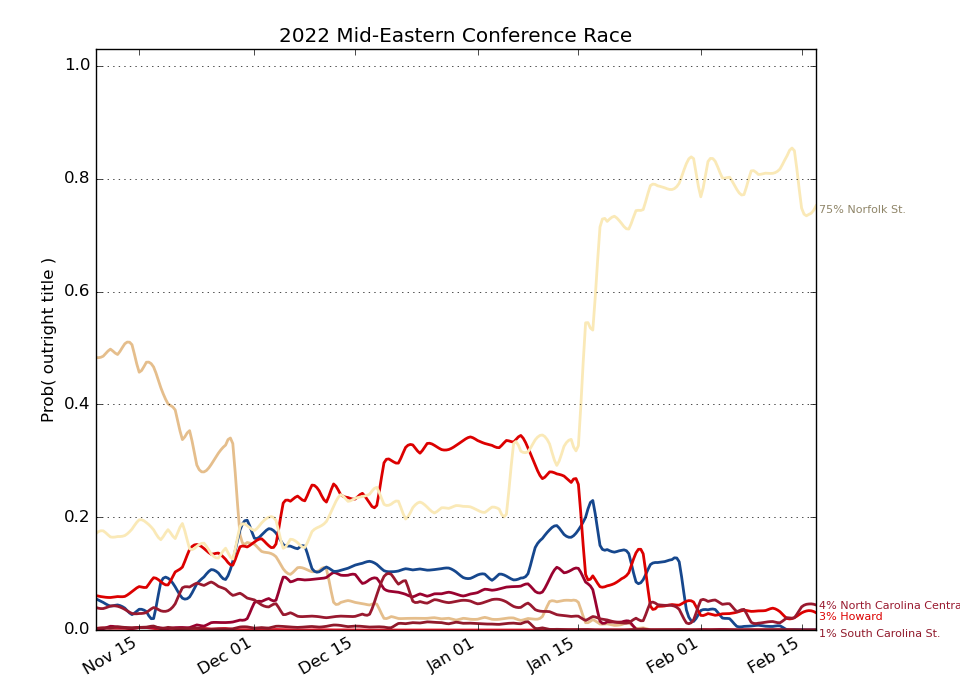 2022 Mid-Eastern Conference Race
Prob( outright title )
1.0
0.8
0.6
0.4
0.2
0.0
75% Norfolk St.
4% North Carolina Centra
3% Howard
1% South Carolina St.
Nov 15
Dec 01
Dec 15
Jan 01
Jan 15
Feb 01
Feb 15